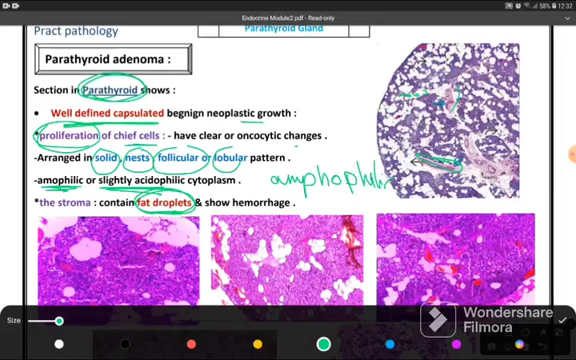 58% 12:32
Endocrine Module2.pdf - Read-only
Pract pathology
Parathyroid Gland
Parathyroid adenoma :
Section in Parathyroid shows :
• Well defined capsulated begnign neoplastic growth :
*proliferation of chief cells : - have clear or oncocytic changes .
-Arranged in solid , nests follicular or lobular pattern .
-amophilic or slightly acidophilic cytoplasm .
amphophilic
*the stroma : contain fat droplets & show hemorrhage .
Size
Wondershare
Filmora